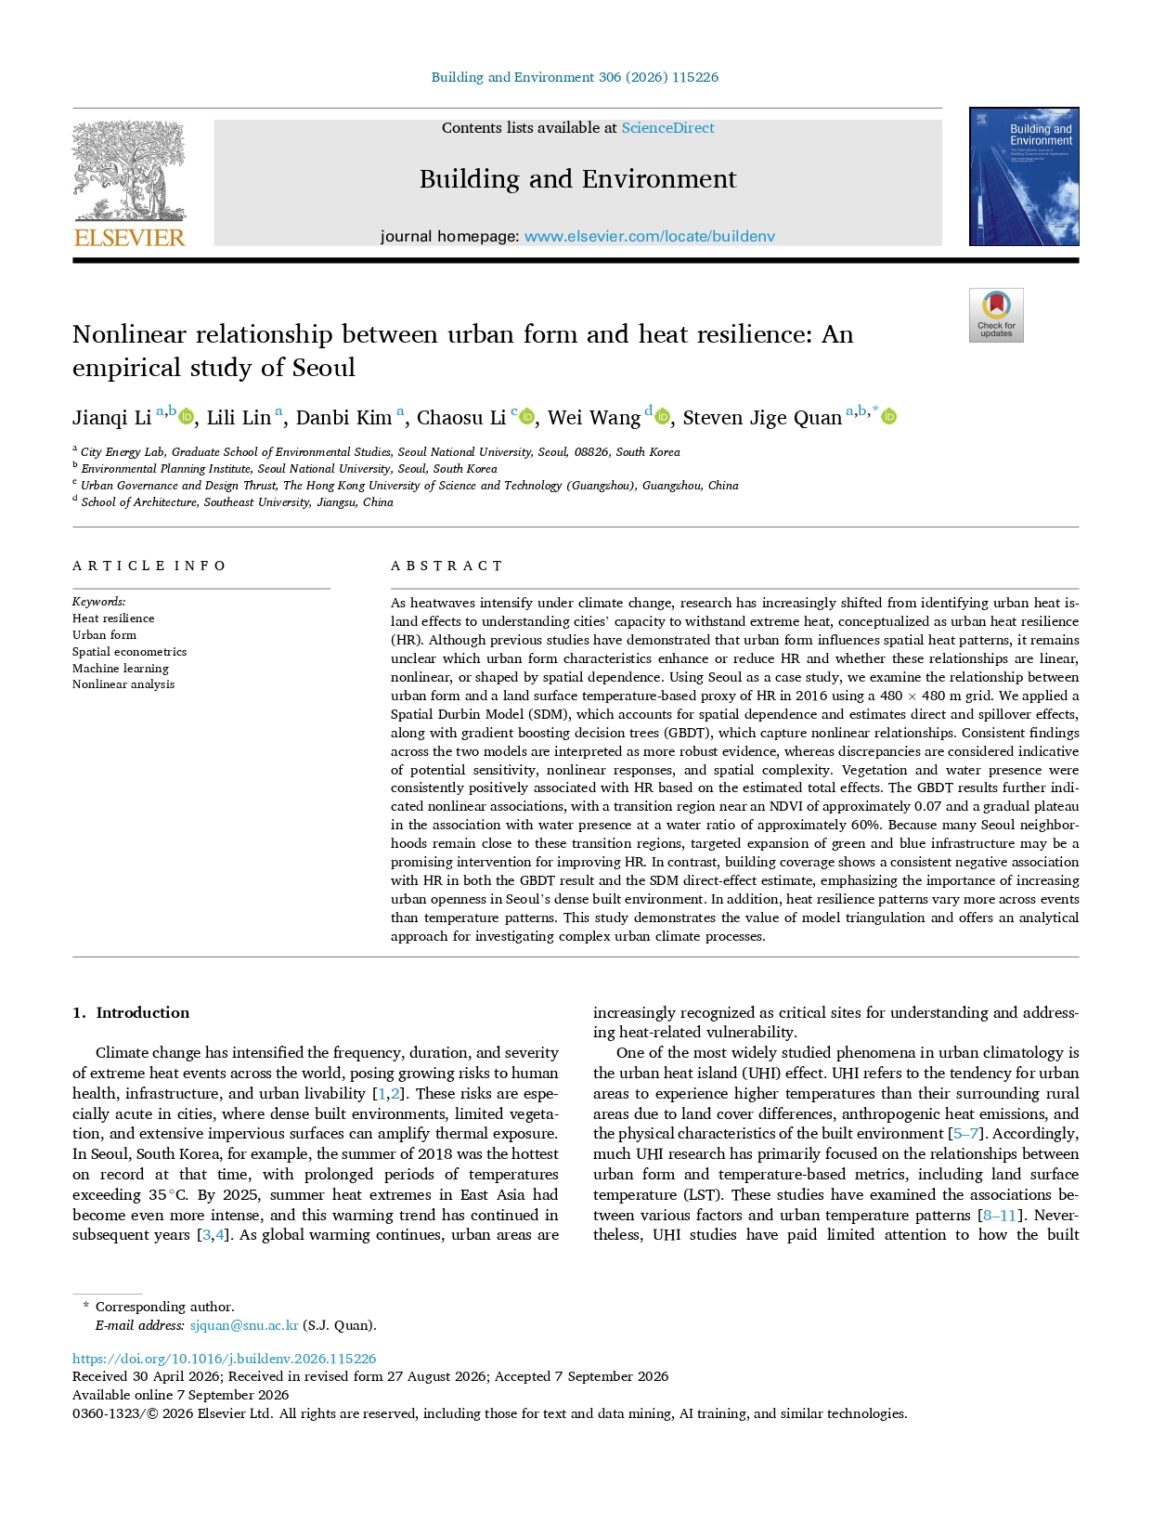 Building and Environment 306 (2026) 115226
Contents lists available at ScienceDirect
Building and Environment
journal homepage: www.elsevier.com/locate/buildenv
ELSEVIER
Building and
Environment
Check for
updates
Nonlinear relationship between urban form and heat resilience: An
empirical study of Seoul
Jianqi Li a,b, Lili Lin a, Danbi Kim a, Chaosu Li c, Wei Wang d, Steven Jige Quan a,b,*
a City Energy Lab, Graduate School of Environmental Studies, Seoul National University, Seoul, 08826, South Korea
b Environmental Planning Institute, Seoul National University, Seoul, South Korea
c Urban Governance and Design Thrust, The Hong Kong University of Science and Technology (Guangzhou), Guangzhou, China
d School of Architecture, Southeast University, Jiangsu, China
ARTICLE INFO
Keywords:
Heat resilience
Urban form
Spatial econometrics
Machine learning
Nonlinear analysis
ABSTRACT
As heatwaves intensify under climate change, research has increasingly shifted from identifying urban heat is-
land effects to understanding cities' capacity to withstand extreme heat, conceptualized as urban heat resilience
(HR). Although previous studies have demonstrated that urban form influences spatial heat patterns, it remains
unclear which urban form characteristics enhance or reduce HR and whether these relationships are linear,
nonlinear, or shaped by spatial dependence. Using Seoul as a case study, we examine the relationship between
urban form and a land surface temperature-based proxy of HR in 2016 using a 480 × 480 m grid. We applied a
Spatial Durbin Model (SDM), which accounts for spatial dependence and estimates direct and spillover effects,
along with gradient boosting decision trees (GBDT), which capture nonlinear relationships. Consistent findings
across the two models are interpreted as more robust evidence, whereas discrepancies are considered indicative
of potential sensitivity, nonlinear responses, and spatial complexity. Vegetation and water presence were
consistently positively associated with HR based on the estimated total effects. The GBDT results further indi-
cated nonlinear associations, with a transition region near an NDVI of approximately 0.07 and a gradual plateau
in the association with water presence at a water ratio of approximately 60%. Because many Seoul neighbor-
hoods remain close to these transition regions, targeted expansion of green and blue infrastructure may be a
promising intervention for improving HR. In contrast, building coverage shows a consistent negative association
with HR in both the GBDT result and the SDM direct-effect estimate, emphasizing the importance of increasing
urban openness in Seoul's dense built environment. In addition, heat resilience patterns vary more across events
than temperature patterns. This study demonstrates the value of model triangulation and offers an analytical
approach for investigating complex urban climate processes.
1. Introduction
Climate change has intensified the frequency, duration, and severity
of extreme heat events across the world, posing growing risks to human
health, infrastructure, and urban livability [1,2]. These risks are espe-
cially acute in cities, where dense built environments, limited vegeta-
tion, and extensive impervious surfaces can amplify thermal exposure.
In Seoul, South Korea, for example, the summer of 2018 was the hottest
on record at that time, with prolonged periods of temperatures
exceeding 35 °C. By 2025, summer heat extremes in East Asia had
become even more intense, and this warming trend has continued in
subsequent years [3,4]. As global warming continues, urban areas are
increasingly recognized as critical sites for understanding and address-
ing heat-related vulnerability.
One of the most widely studied phenomena in urban climatology is
the urban heat island (UHI) effect. UHI refers to the tendency for urban
areas to experience higher temperatures than their surrounding rural
areas due to land cover differences, anthropogenic heat emissions, and
the physical characteristics of the built environment [5–7]. Accordingly,
much UHI research has primarily focused on the relationships between
urban form and temperature-based metrics, including land surface
temperature (LST). These studies have examined the associations be-
tween various factors and urban temperature patterns [8–11]. Never-
theless, UHI studies have paid limited attention to how the built
* Corresponding author.
E-mail address: sjquan@snu.ac.kr (S.J. Quan).
https://doi.org/10.1016/j.buildenv.2026.115226
Received 30 April 2026; Received in revised form 27 August 2026; Accepted 7 September 2026
Available online 7 September 2026
0360-1323/© 2026 Elsevier Ltd. All rights are reserved, including those for text and data mining, AI training, and similar technologies.